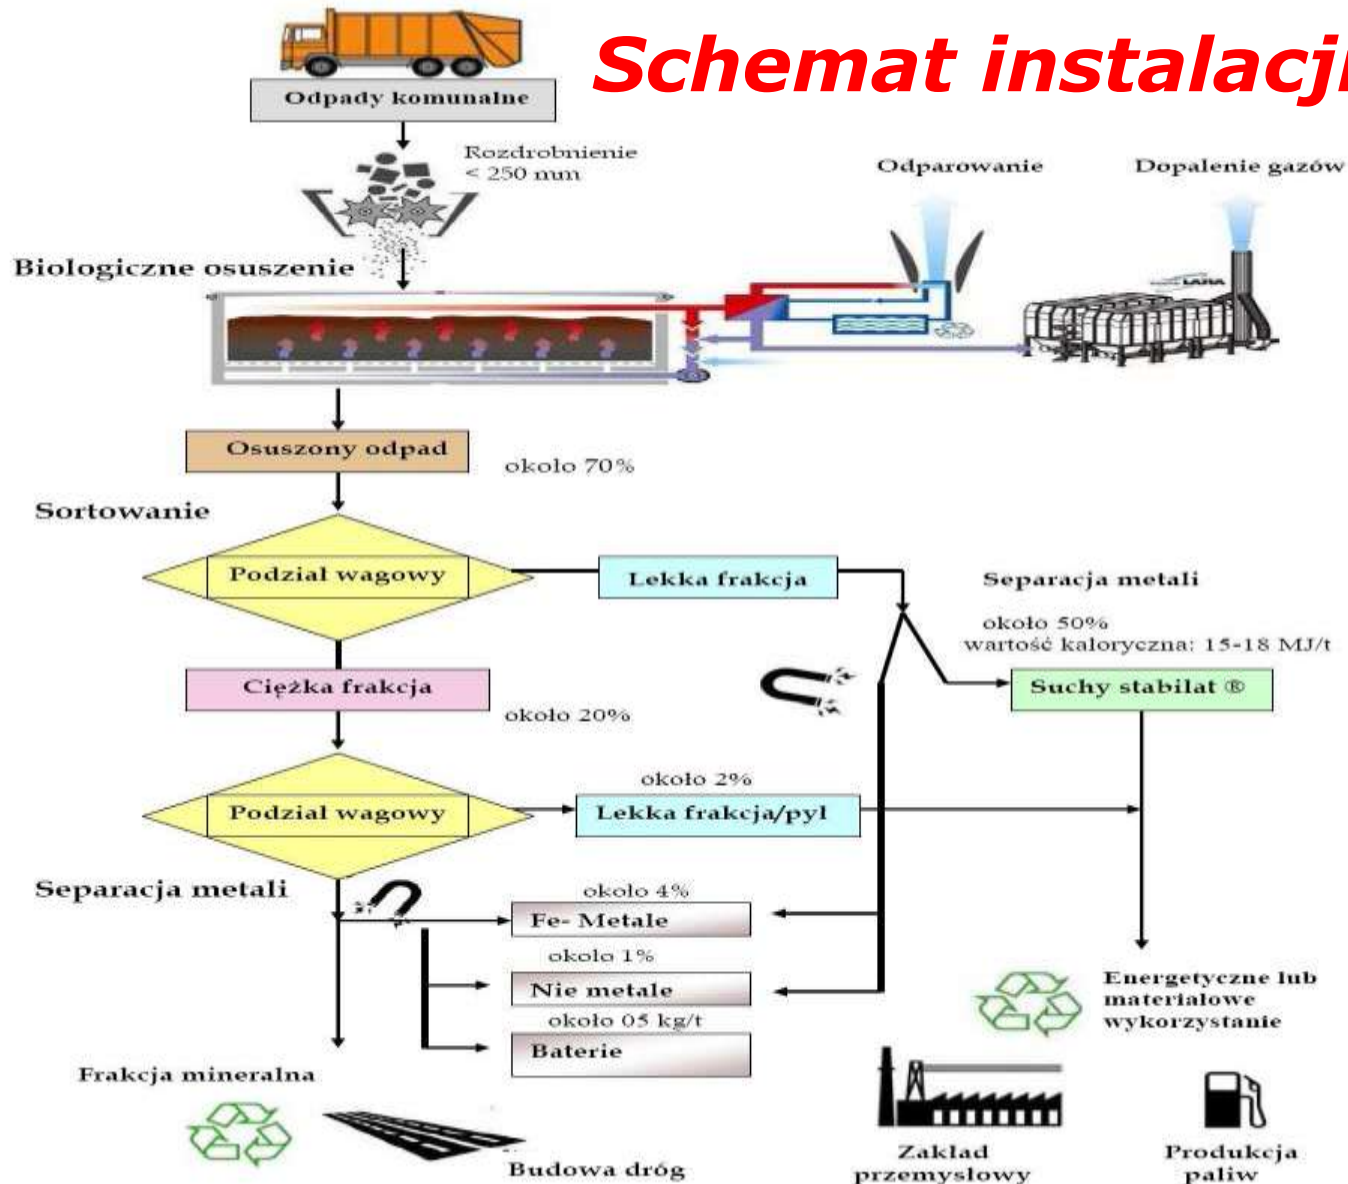 Schemat instalacji
Odpady komunalne
Rozdrobnienie
< 250 mm
Odparowanie
Dopalenie gazów
Biologiczne osuszenie
Osuszony odpad
około 70%
Sortowanie
Podzial wagowy
Lekka frakcja
Separacja metali
około 50%
wartość kaloryczna: 15-18 MJ/t
Ciężka frakcja
Suchy stabilat ®
około 20%
około 2%
Podzial wagowy
Lekka frakcja/pyl
Separacja metali
około 4%
Fe- Metale
około 1%
Nie metale
około 05 kg/t
Baterie
Energetyczne lub
materiałowe
wykorzystanie
Frakcja mineralna
Budowa dróg
Zakład
przemysłowy
Produkcja
paliw